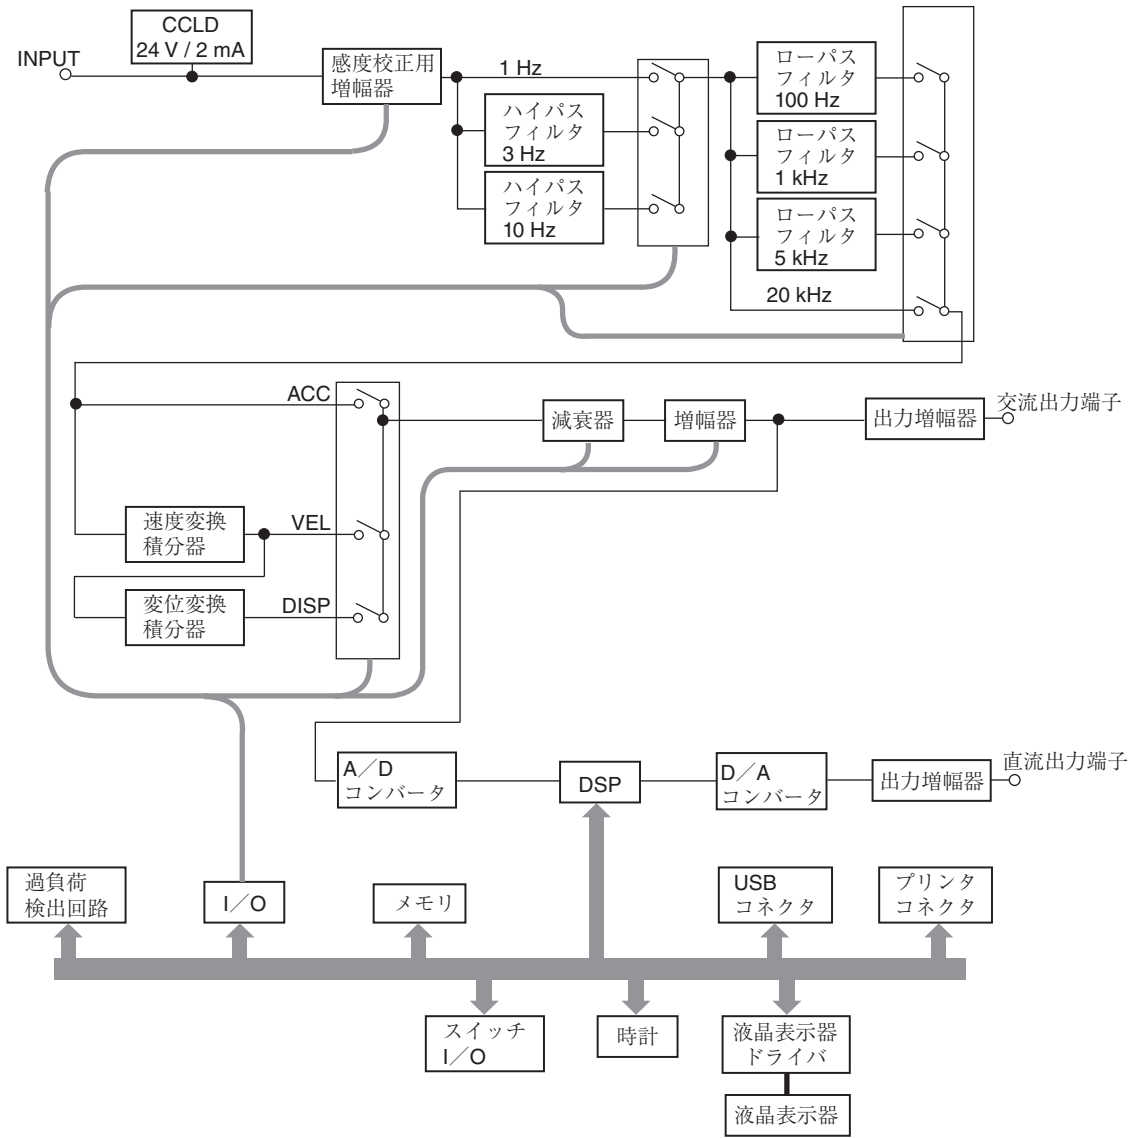 CCLD
24 V / 2 mA
INPUT
感度校正用
増幅器
1 Hz
ハイパス
フィルタ
3 Hz
ハイパス
フィルタ
10 Hz
ローパス
フィルタ
100 Hz
ローパス
フィルタ
1 kHz
ローパス
フィルタ
5 kHz
20 kHz
ACC
減衰器
増幅器
出力増幅器
交流出力端子
速度変換
積分器
VEL
変位変換
積分器
DISP
A／D
コンバータ
DSP
D／A
コンバータ
出力増幅器
直流出力端子
過負荷
検出回路
I／O
メモリ
USB
コネクタ
プリンタ
コネクタ
スイッチ
I／O
時計
液晶表示器
ドライバ
液晶表示器